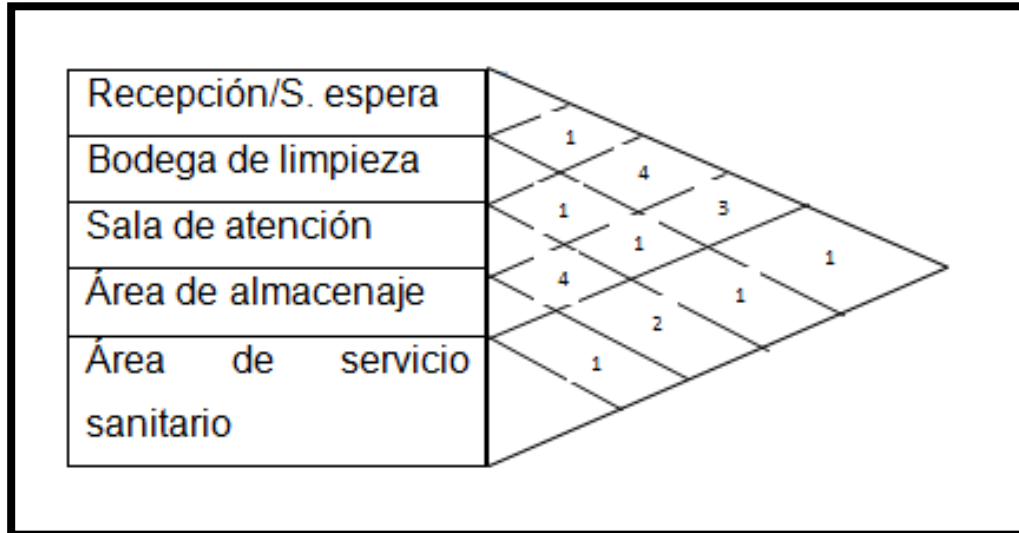 Recepción/S. espera
Bodega de limpieza
Sala de atención
Área de almacenaje
Área de servicio
sanitario
1
4
3
1
1
1
1
4
2
1